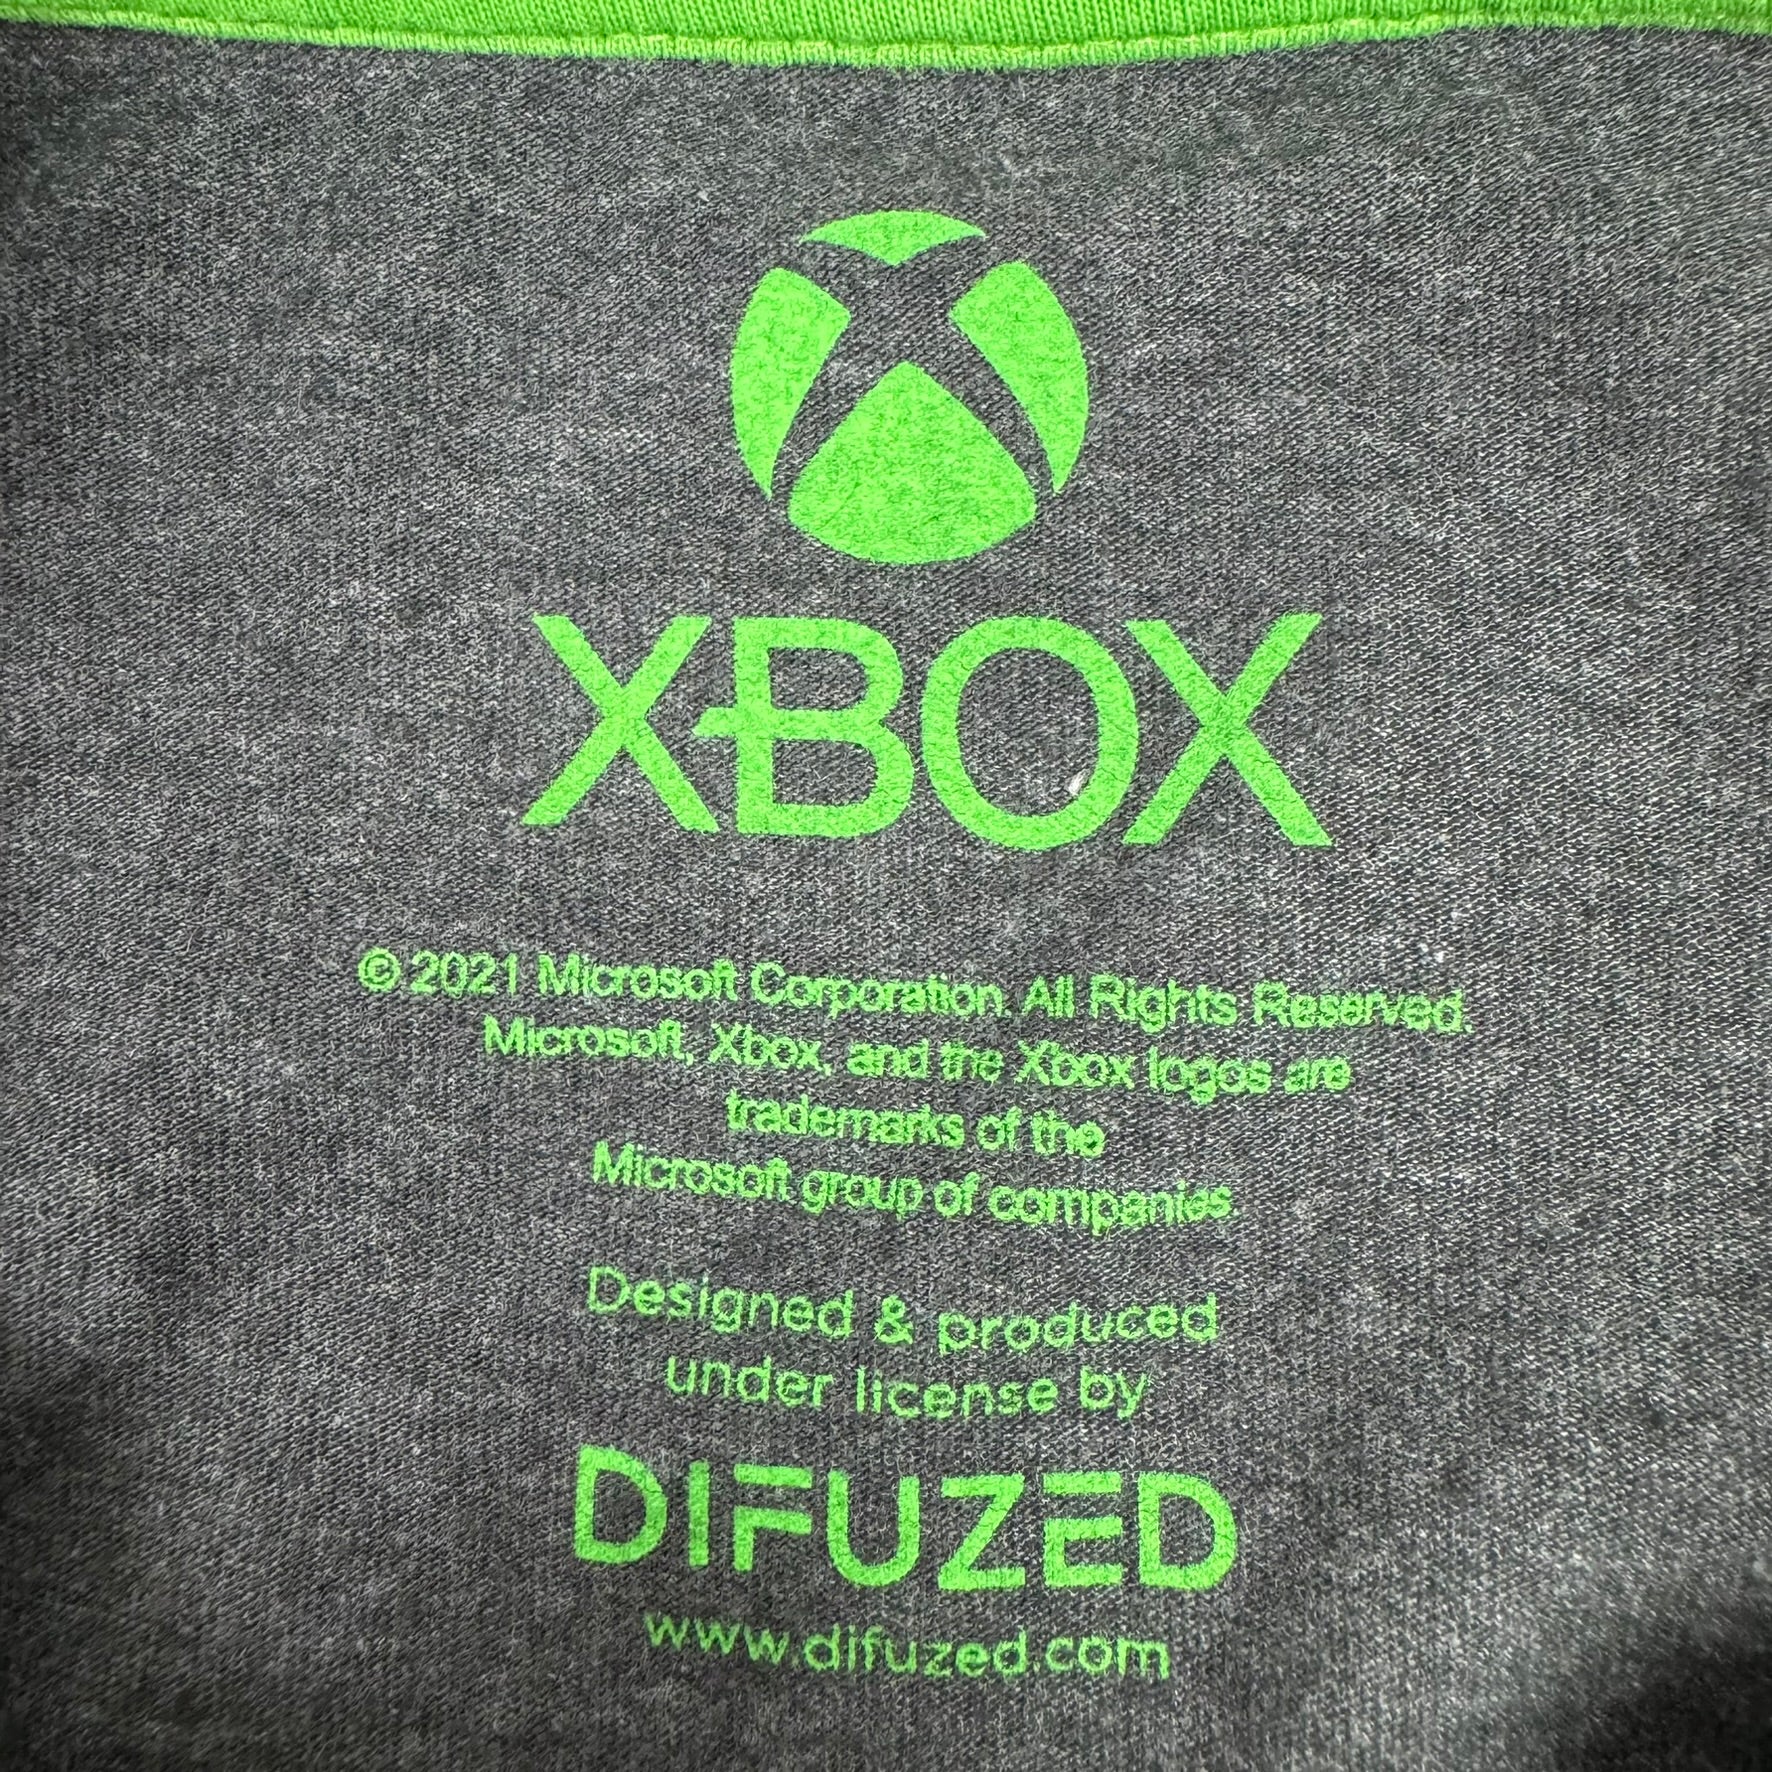 XBOX
© 2021 Microsoft Corporation. All Rights Reserved.
Microsoft, Xbox, and the Xbox logos are
trademarks of the
Microsoft group of companies.
Designed & produced
under license by
DIFUZED
www.difuzed.com